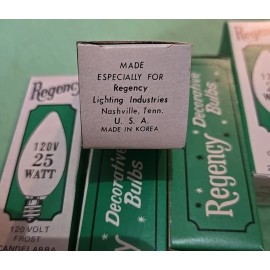 MADE
ESPECIALLY FOR
Regency
Lighting Industries
Nashville, Tenn.
U. S. A.
MADE IN KOREA
Regency
120V
25
WATT
120 VOLT
FROST
CANDELABRA
Decorative
Bulbs
Regency
Decorative
Bulbs
Regency